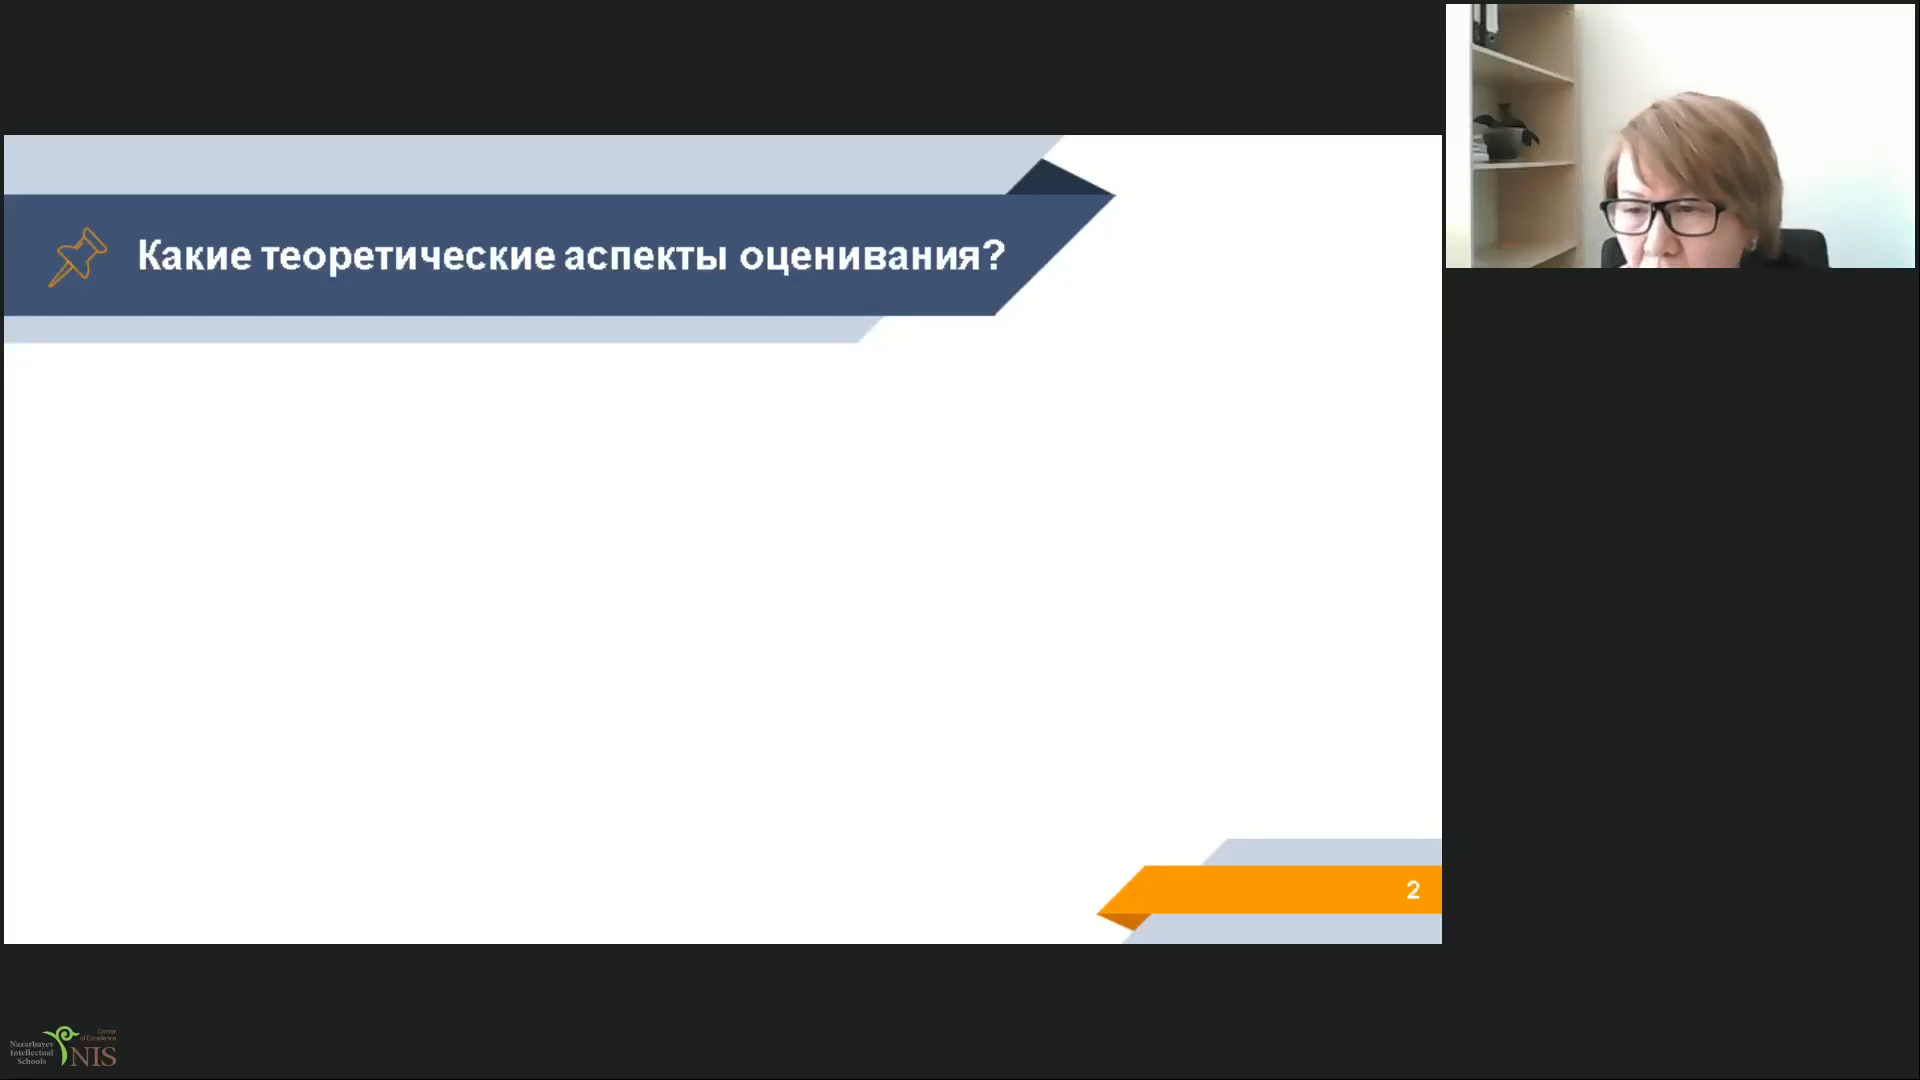 Какие теоретические аспекты оценивания?
2
Nazarbayev
Intellectual
Schools
Center
of Excellence
NIS